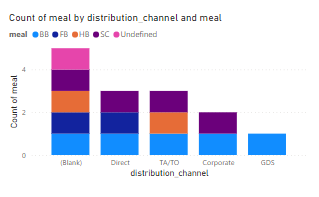 Count of meal by distribution_channel and meal
meal BB FB HB SC Undefined
Count of meal
4
2
0
(Blank) Direct TA/TO Corporate GDS
distribution_channel